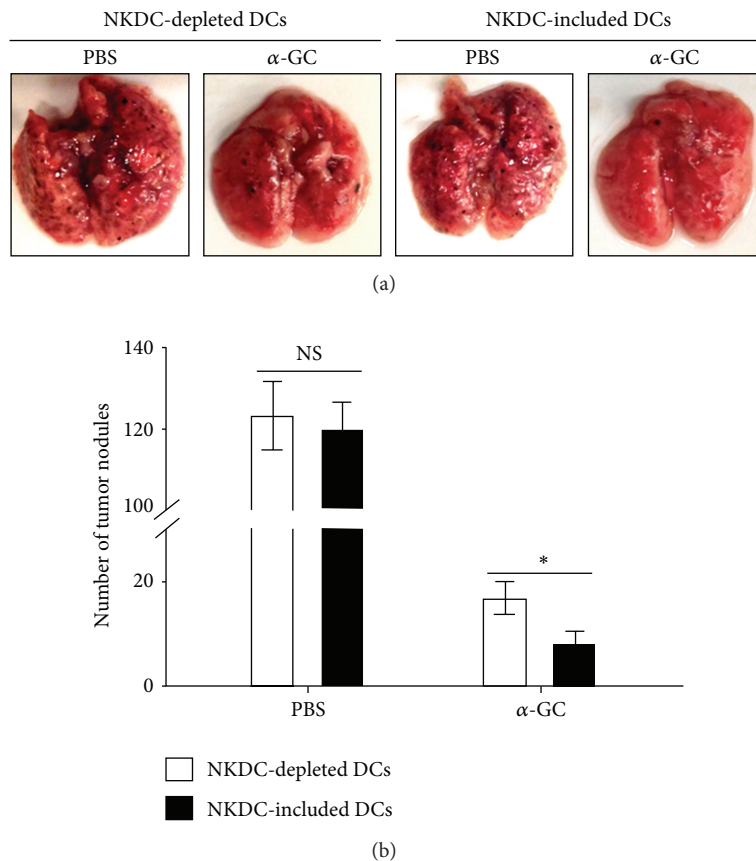 NKDC-depleted DCs NKDC-included DCs
PBS α-GC PBS α-GC
(a)
Number of tumor nodules
140
120
100
20
0
NS
*
PBS α-GC
NKDC-depleted DCs
NKDC-included DCs
(b)